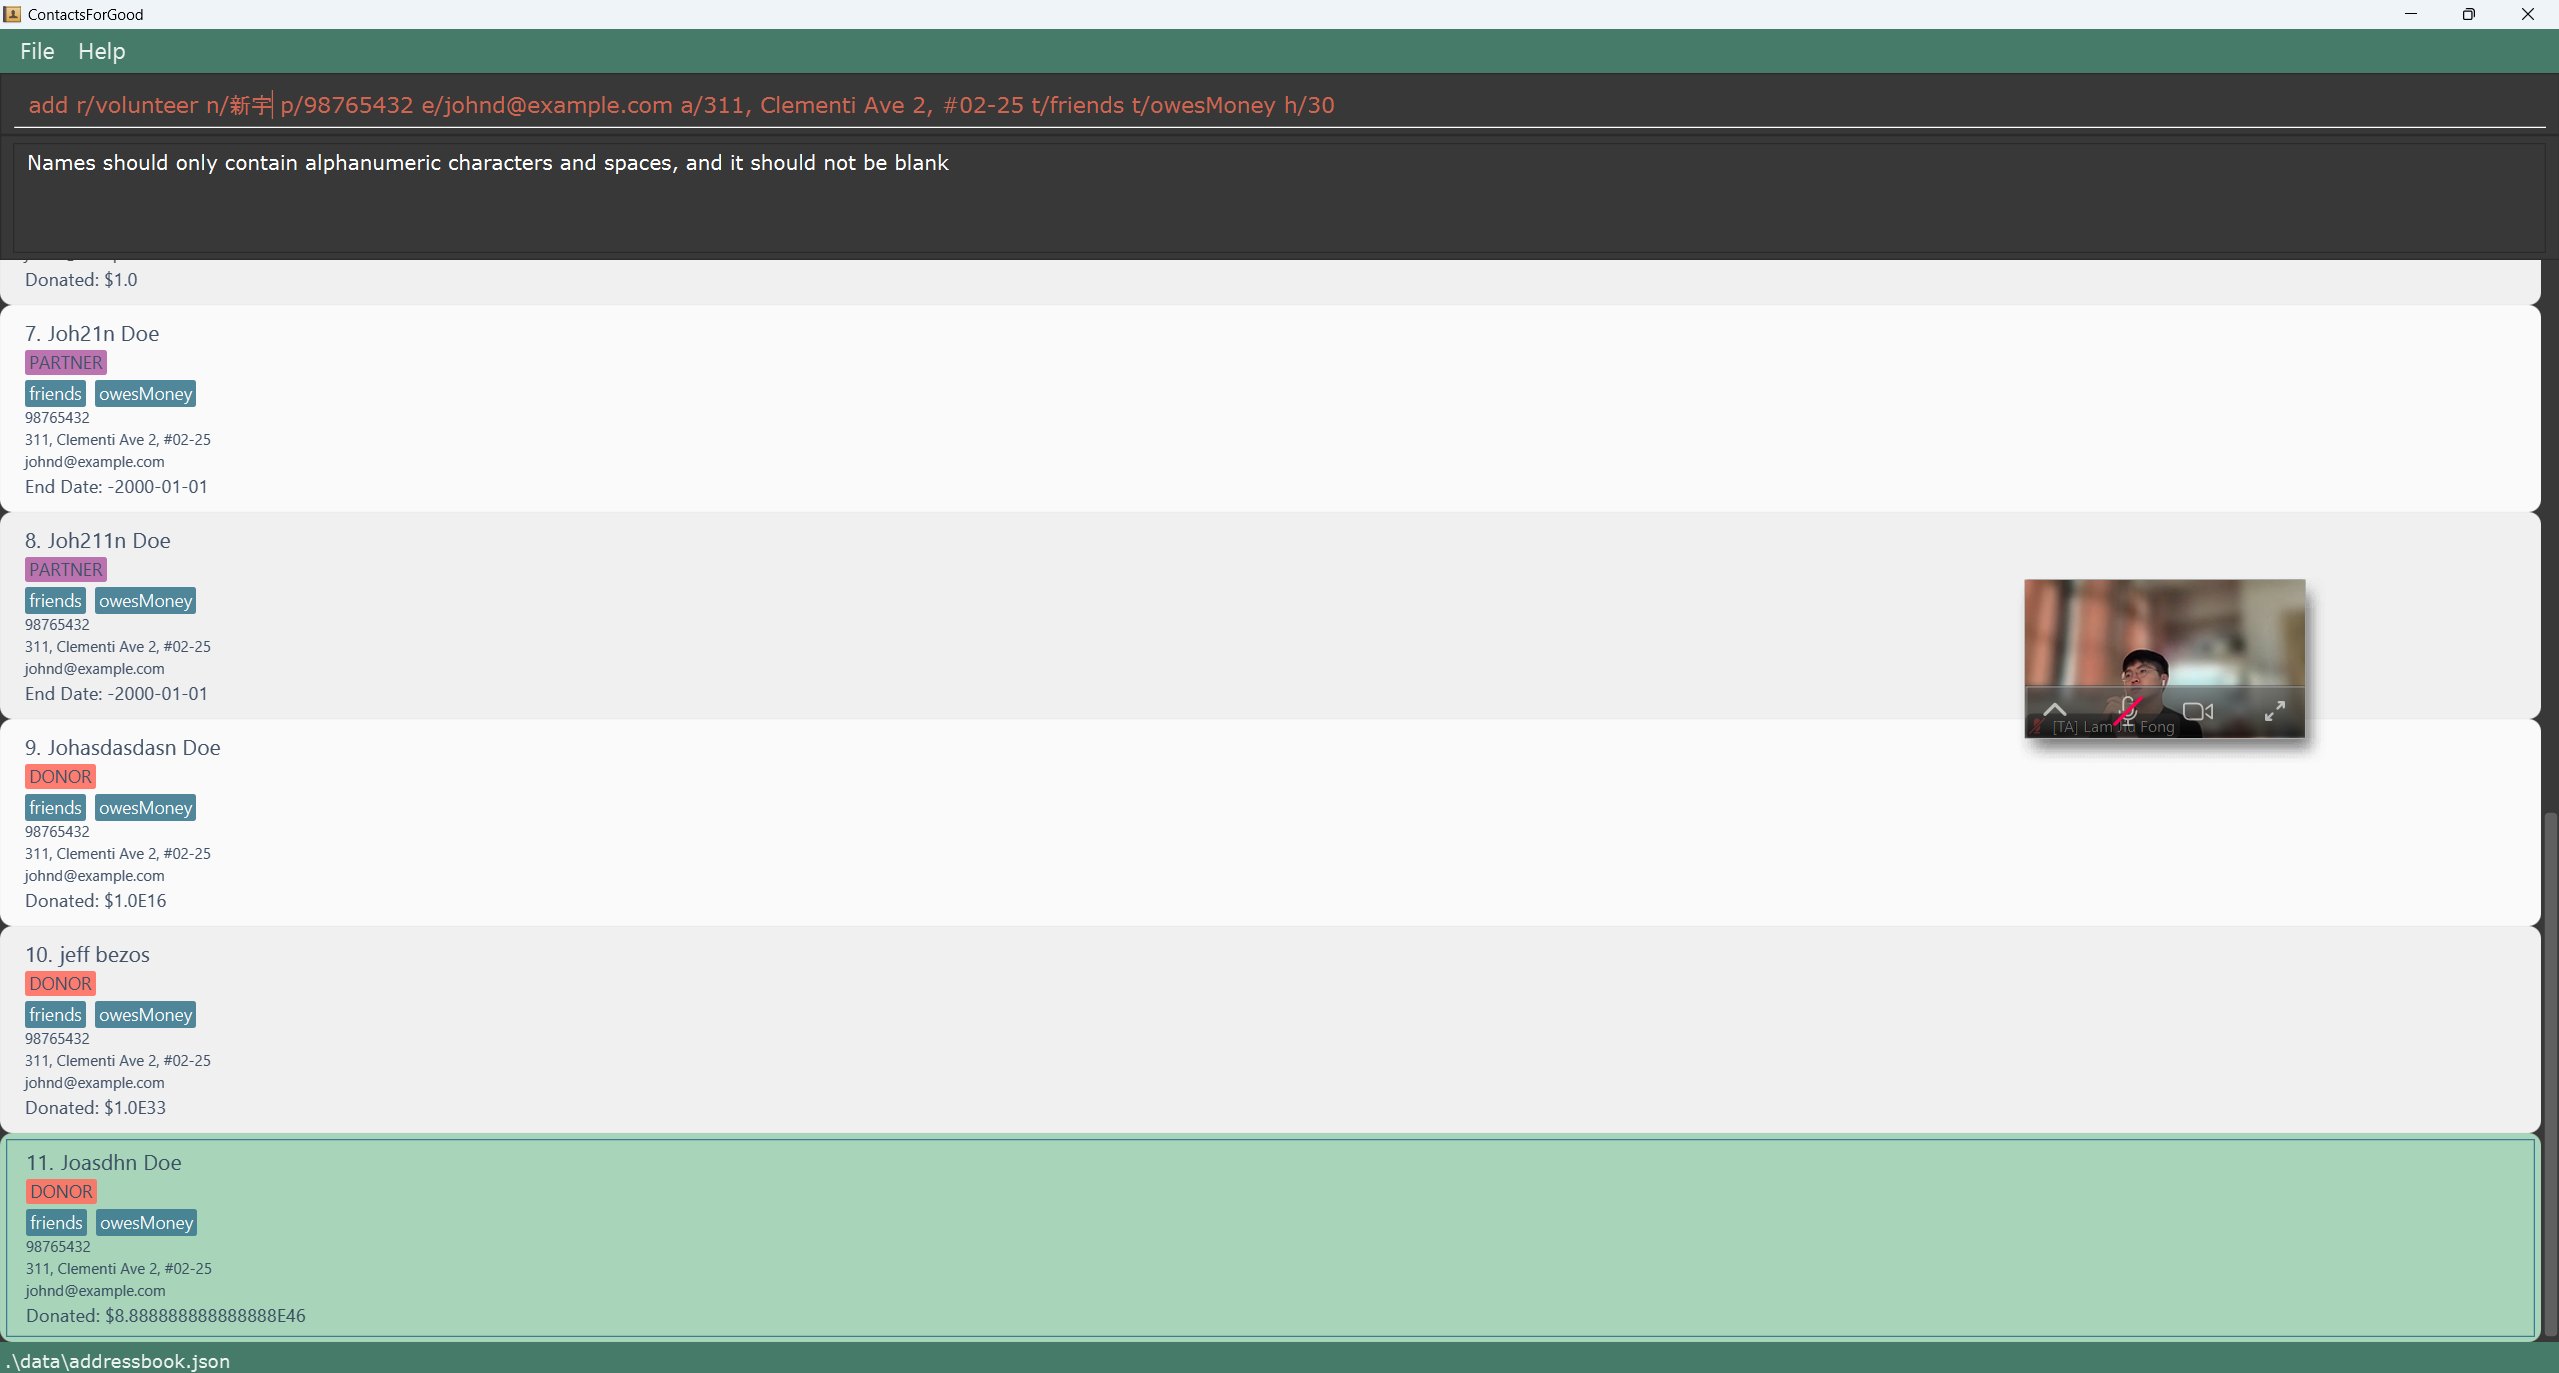 ContactsForGood
File Help
add r/volunteer n/新宇 p/98765432 e/johnd@example.com a/311, Clementi Ave 2, #02-25 t/friends t/owesMoney h/30
Names should only contain alphanumeric characters and spaces, and it should not be blank
Donated: $1.0
7. Joh21n Doe
PARTNER
friends owesMoney
98765432
311, Clementi Ave 2, #02-25
johnd@example.com
End Date: -2000-01-01
8. Joh211n Doe
PARTNER
friends owesMoney
98765432
311, Clementi Ave 2, #02-25
johnd@example.com
End Date: -2000-01-01
[TA] Lam Jiu Fong
9. Johasdasdasn Doe
DONOR
friends owesMoney
98765432
311, Clementi Ave 2, #02-25
johnd@example.com
Donated: $1.0E16
10. jeff bezos
DONOR
friends owesMoney
98765432
311, Clementi Ave 2, #02-25
johnd@example.com
Donated: $1.0E33
11. Joasdhn Doe
DONOR
friends owesMoney
98765432
311, Clementi Ave 2, #02-25
johnd@example.com
Donated: $8.888888888888888E46
.\data\addressbook.json